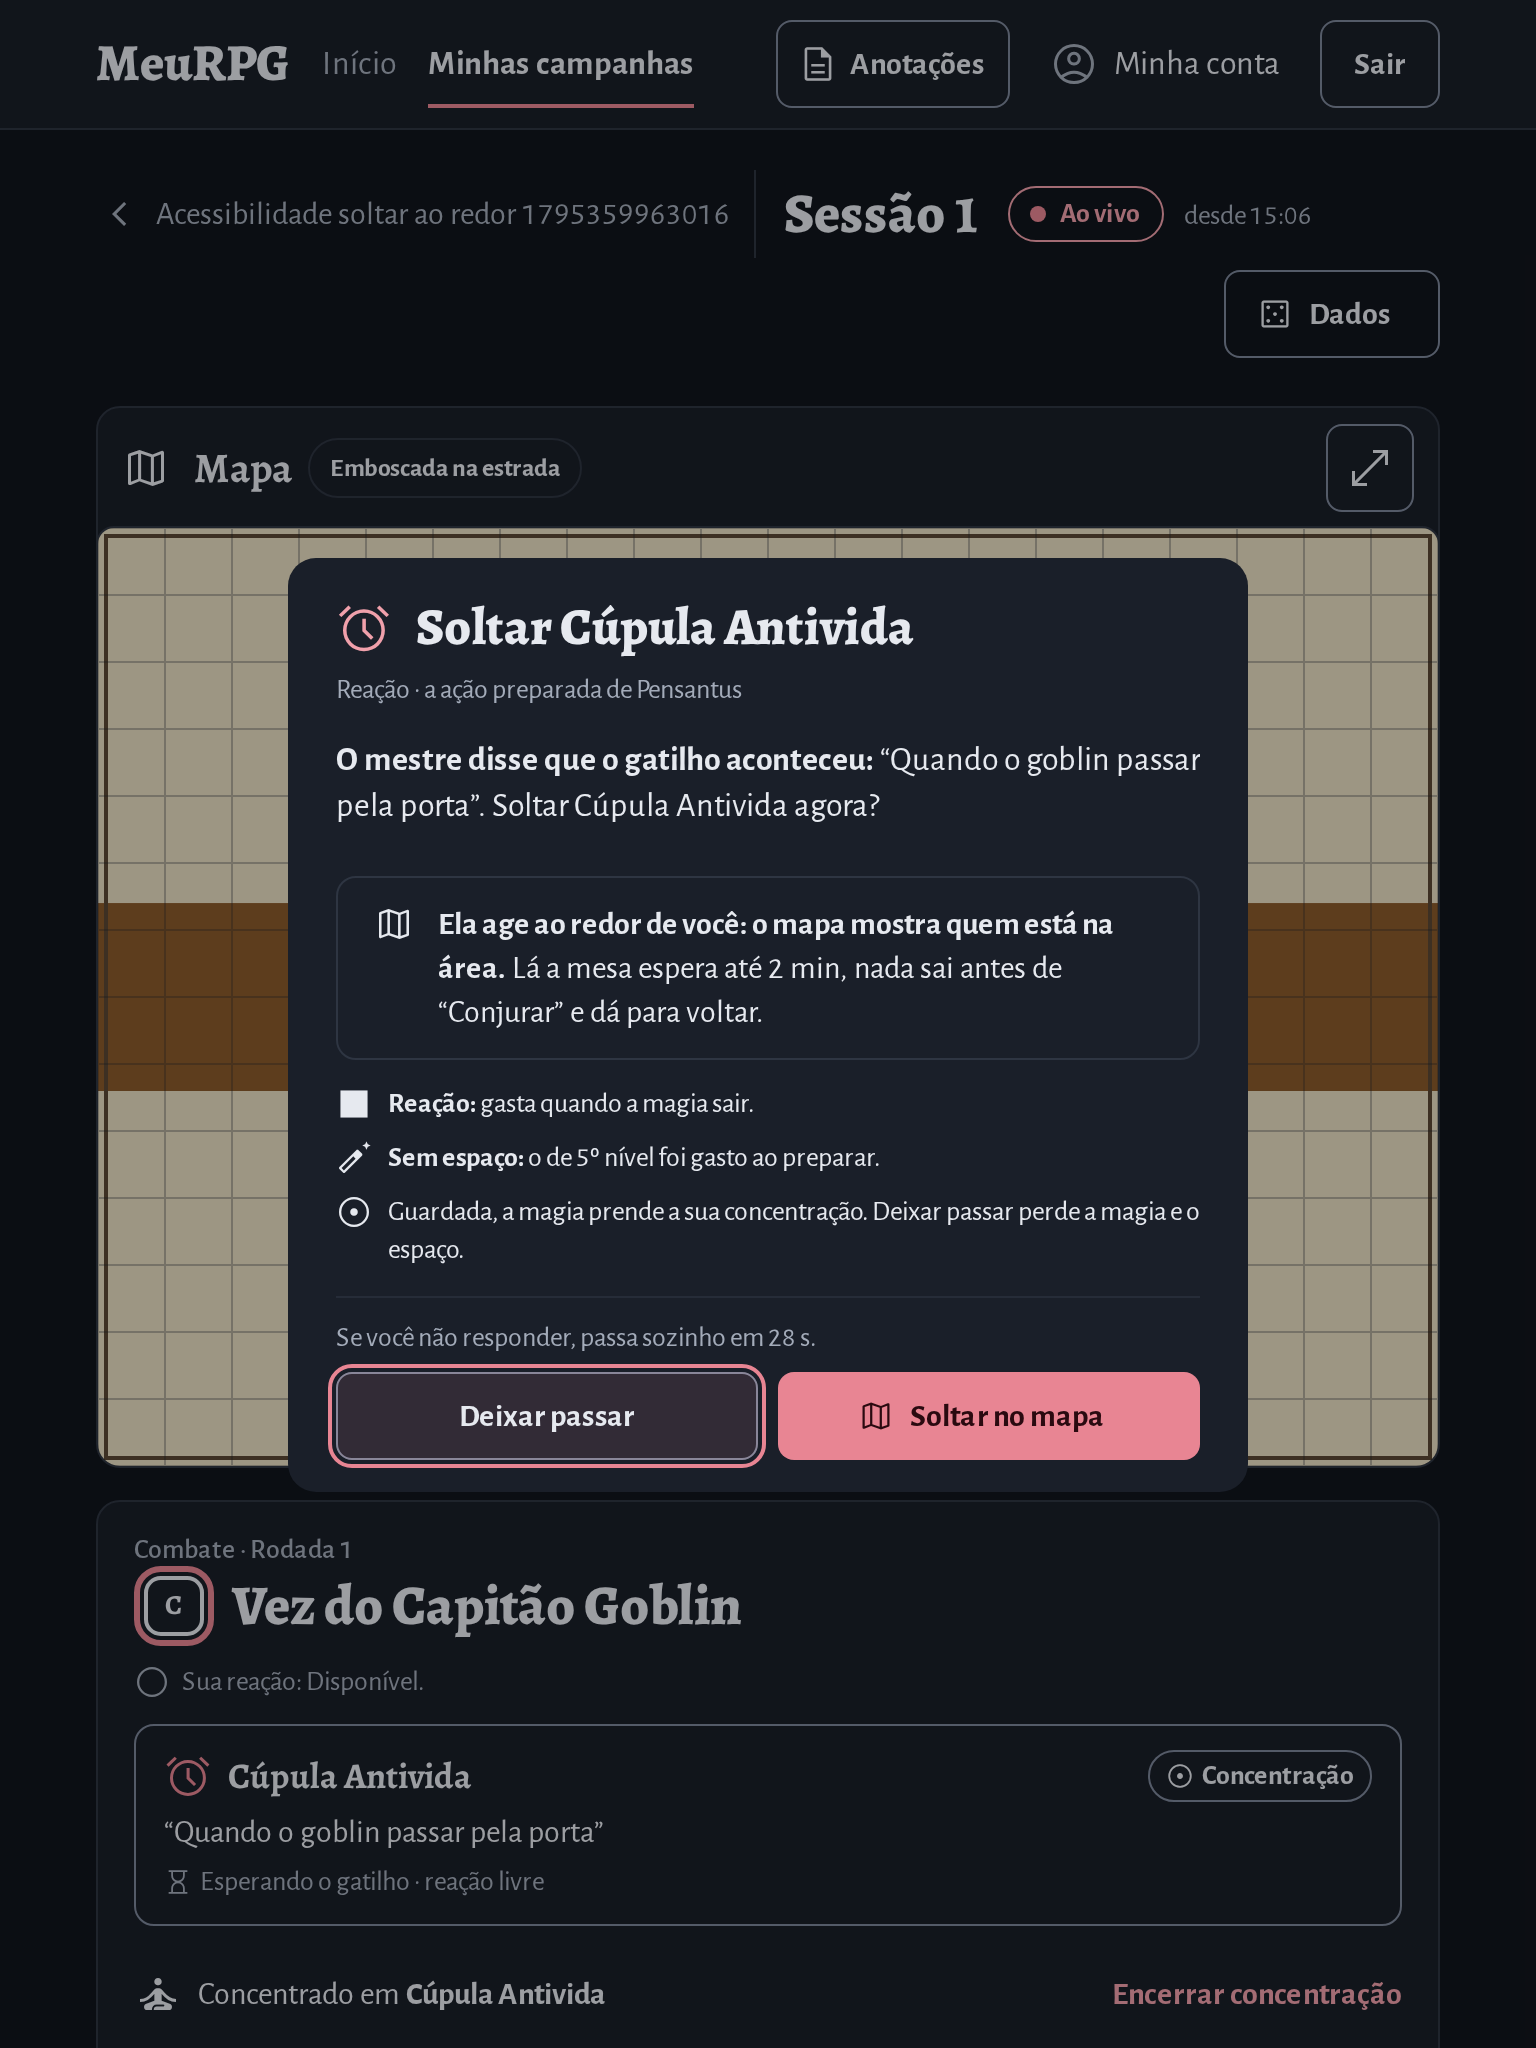 MeuRPG
Início
Minhas campanhas
Anotações
Minha conta
Sair
Acessibilidade soltar ao redor 1795359963016
Sessão 1
Ao vivo
desde 15:06
Dados
Mapa
Emboscada na estrada
Soltar Cúpula Antivida
Reação · a ação preparada de Pensantus
O mestre disse que o gatilho aconteceu: “Quando o goblin passar
pela porta”. Soltar Cúpula Antivida agora?
Ela age ao redor de você: o mapa mostra quem está na
área. Lá a mesa espera até 2 min, nada sai antes de
“Conjurar” e dá para voltar.
Reação: gasta quando a magia sair.
Sem espaço: o de 5º nível foi gasto ao preparar.
Guardada, a magia prende a sua concentração. Deixar passar perde a magia e o
espaço.
Se você não responder, passa sozinho em 28 s.
Deixar passar
Soltar no mapa
Combate · Rodada 1
C
Vez do Capitão Goblin
Sua reação: Disponível.
Cúpula Antivida
Concentração
“Quando o goblin passar pela porta”
Esperando o gatilho · reação livre
Concentrado em Cúpula Antivida
Encerrar concentração